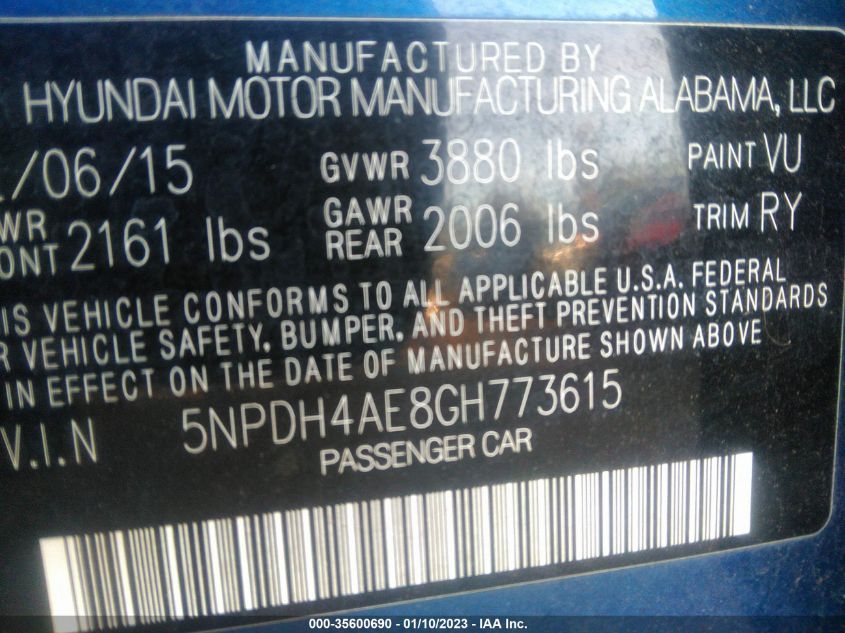 MANUFACTURED BY
HYUNDAI MOTOR MANUFACTURING ALABAMA, LLC
/06/15 GVWR 3880 lbs PAINT VU
WR GAWR
ONT 2161 lbs REAR 2006 lbs TRIM RY
IS VEHICLE CONFORMS TO ALL APPLICABLE U.S.A. FEDERAL
R VEHICLE SAFETY, BUMPER, AND THEFT PREVENTION STANDARDS
IN EFFECT ON THE DATE OF MANUFACTURE SHOWN ABOVE
V.I.N 5NPDH4AE8GH773615
PASSENGER CAR
000-35600690 - 01/10/2023 - IAA Inc.